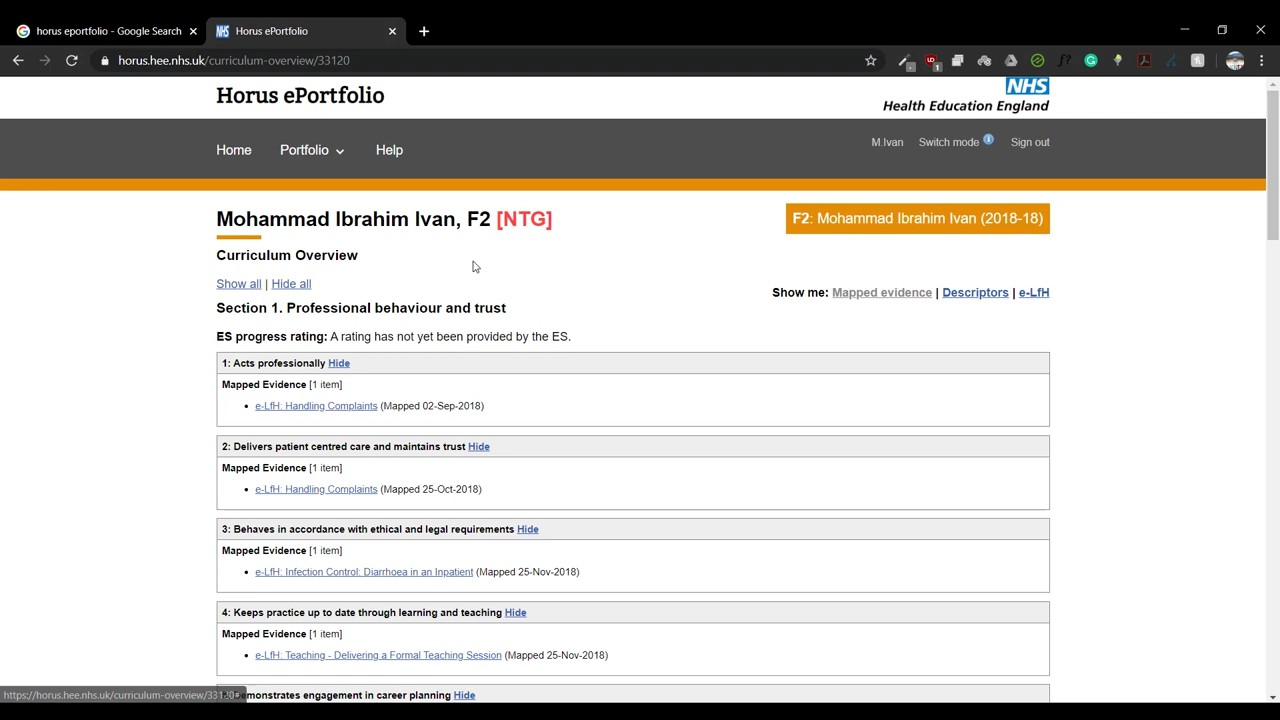 horus eportfolio - Google Search
Horus ePortfolio
horus.hee.nhs.uk/curriculum-overview/33120
Horus ePortfolio
NHS
Health Education England
Home Portfolio Help
M Ivan Switch mode Sign out
Mohammad Ibrahim Ivan, F2 [NTG]
F2: Mohammad Ibrahim Ivan (2018-18)
Curriculum Overview
Show all | Hide all
Show me: Mapped evidence | Descriptors | e-LfH
Section 1. Professional behaviour and trust
ES progress rating: A rating has not yet been provided by the ES.
1: Acts professionally Hide
Mapped Evidence [1 item]
• e-LfH: Handling Complaints (Mapped 02-Sep-2018)
2: Delivers patient centred care and maintains trust Hide
Mapped Evidence [1 item]
• e-LfH: Handling Complaints (Mapped 25-Oct-2018)
3: Behaves in accordance with ethical and legal requirements Hide
Mapped Evidence [1 item]
• e-LfH: Infection Control: Diarrhoea in an Inpatient (Mapped 25-Nov-2018)
4: Keeps practice up to date through learning and teaching Hide
Mapped Evidence [1 item]
• e-LfH: Teaching - Delivering a Formal Teaching Session (Mapped 25-Nov-2018)
emonstrates engagement in career planning Hide
https://horus.hee.nhs.uk/curriculum-overview/33120